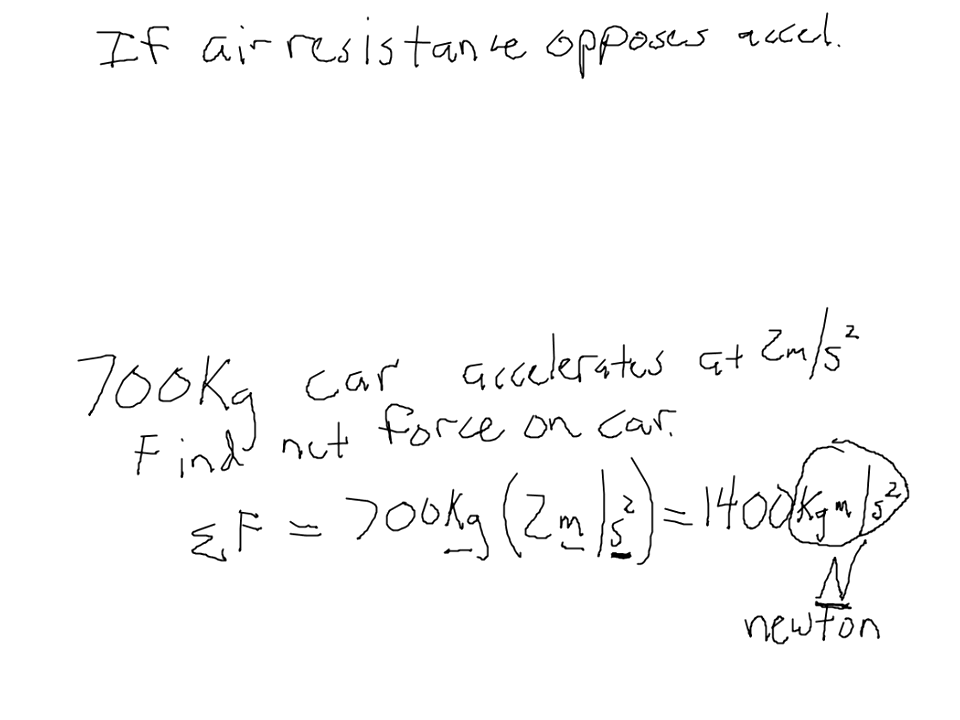 If air resistance opposes accel.
700Kg car accelerates at 2m/s²
Find net force on car.
ΣF = 700Kg (2m/s²) = 1400Kgm/s²
N
newton